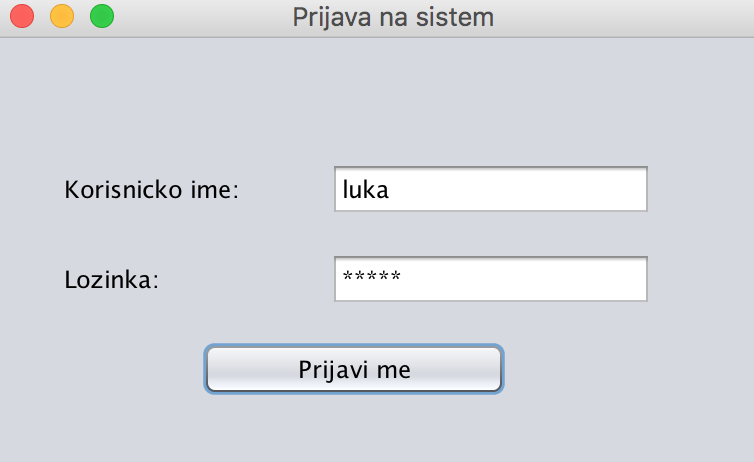 Prijava na sistem
Korisnicko ime: luka
Lozinka: *****
Prijavi me